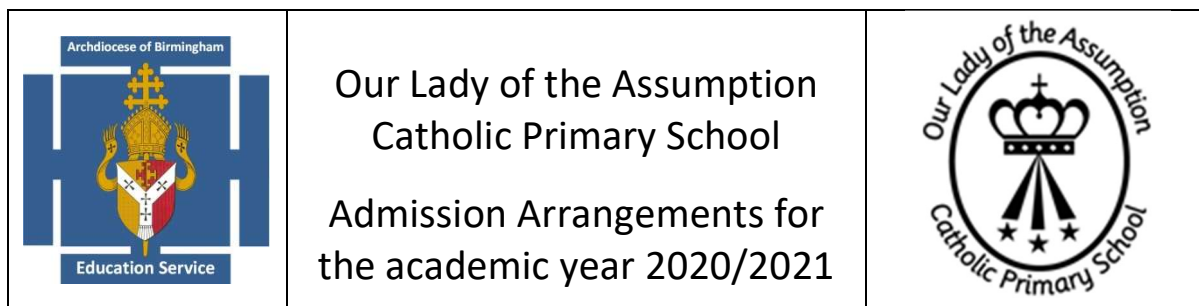 Archdiocese of Birmingham
Education Service
Our Lady of the Assumption
Catholic Primary School
Admission Arrangements for
the academic year 2020/2021
Our Lady of the Assumption
Catholic Primary School